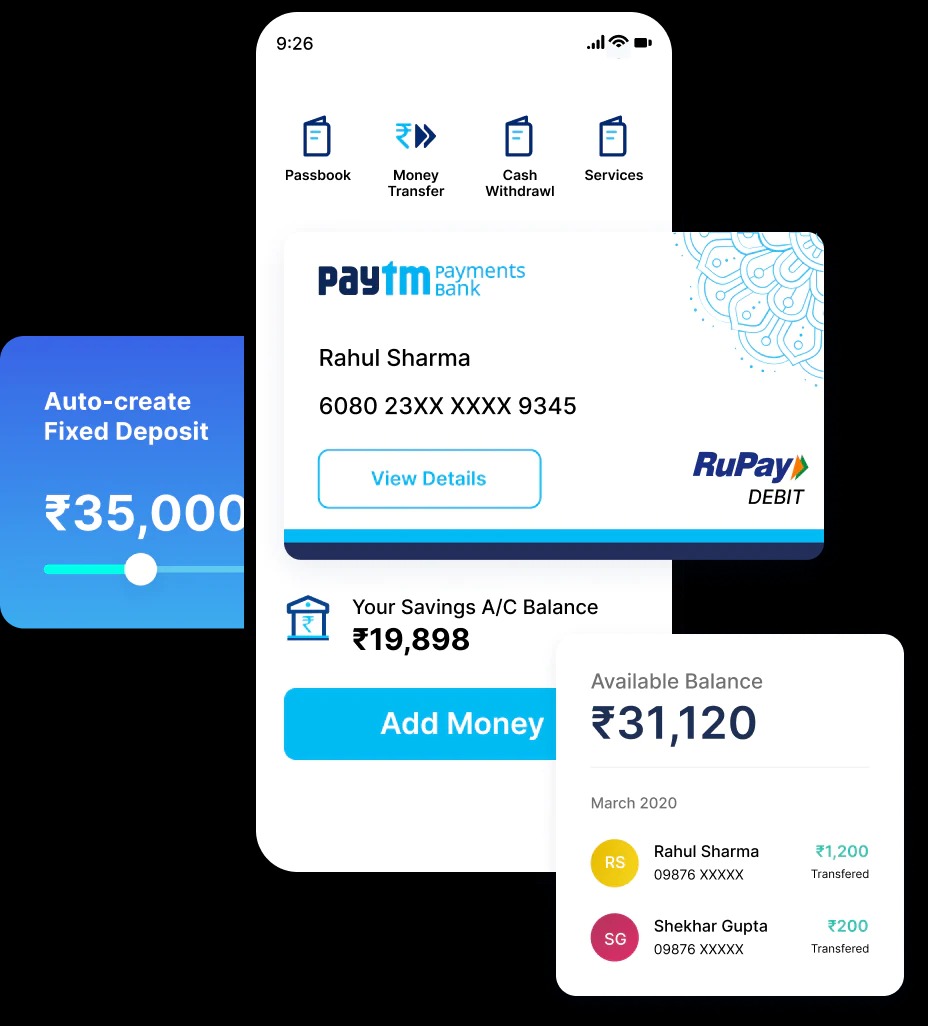 9:26
Passbook
Money
Transfer
Cash
Withdrawl
Services
paytm Payments
Bank
Rahul Sharma
6080 23XX XXXX 9345
View Details
RuPay
DEBIT
Auto-create
Fixed Deposit
₹35,000
Your Savings A/C Balance
₹19,898
Add Money
Available Balance
₹31,120
March 2020
RS
Rahul Sharma
₹1,200
09876 XXXXX
Transfered
SG
Shekhar Gupta
₹200
09876 XXXXX
Transfered